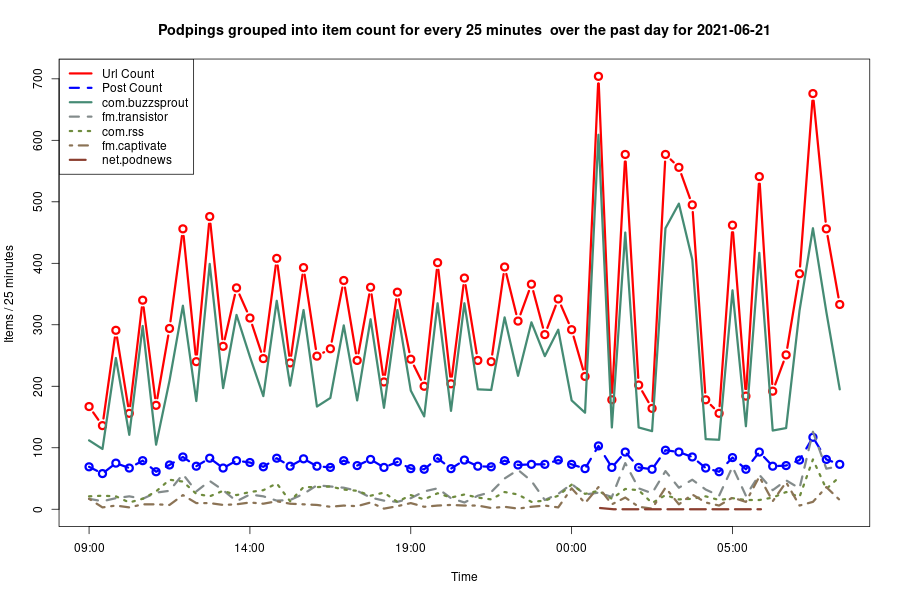 Podpings grouped into item count for every 25 minutes  over the past day for 2021-06-21
Url Count
Post Count
com.buzzsprout
fm.transistor
com.rss
fm.captivate
net.podnews
Items / 25 minutes
700
600
500
400
300
200
100
0
09:00
14:00
19:00
00:00
05:00
Time